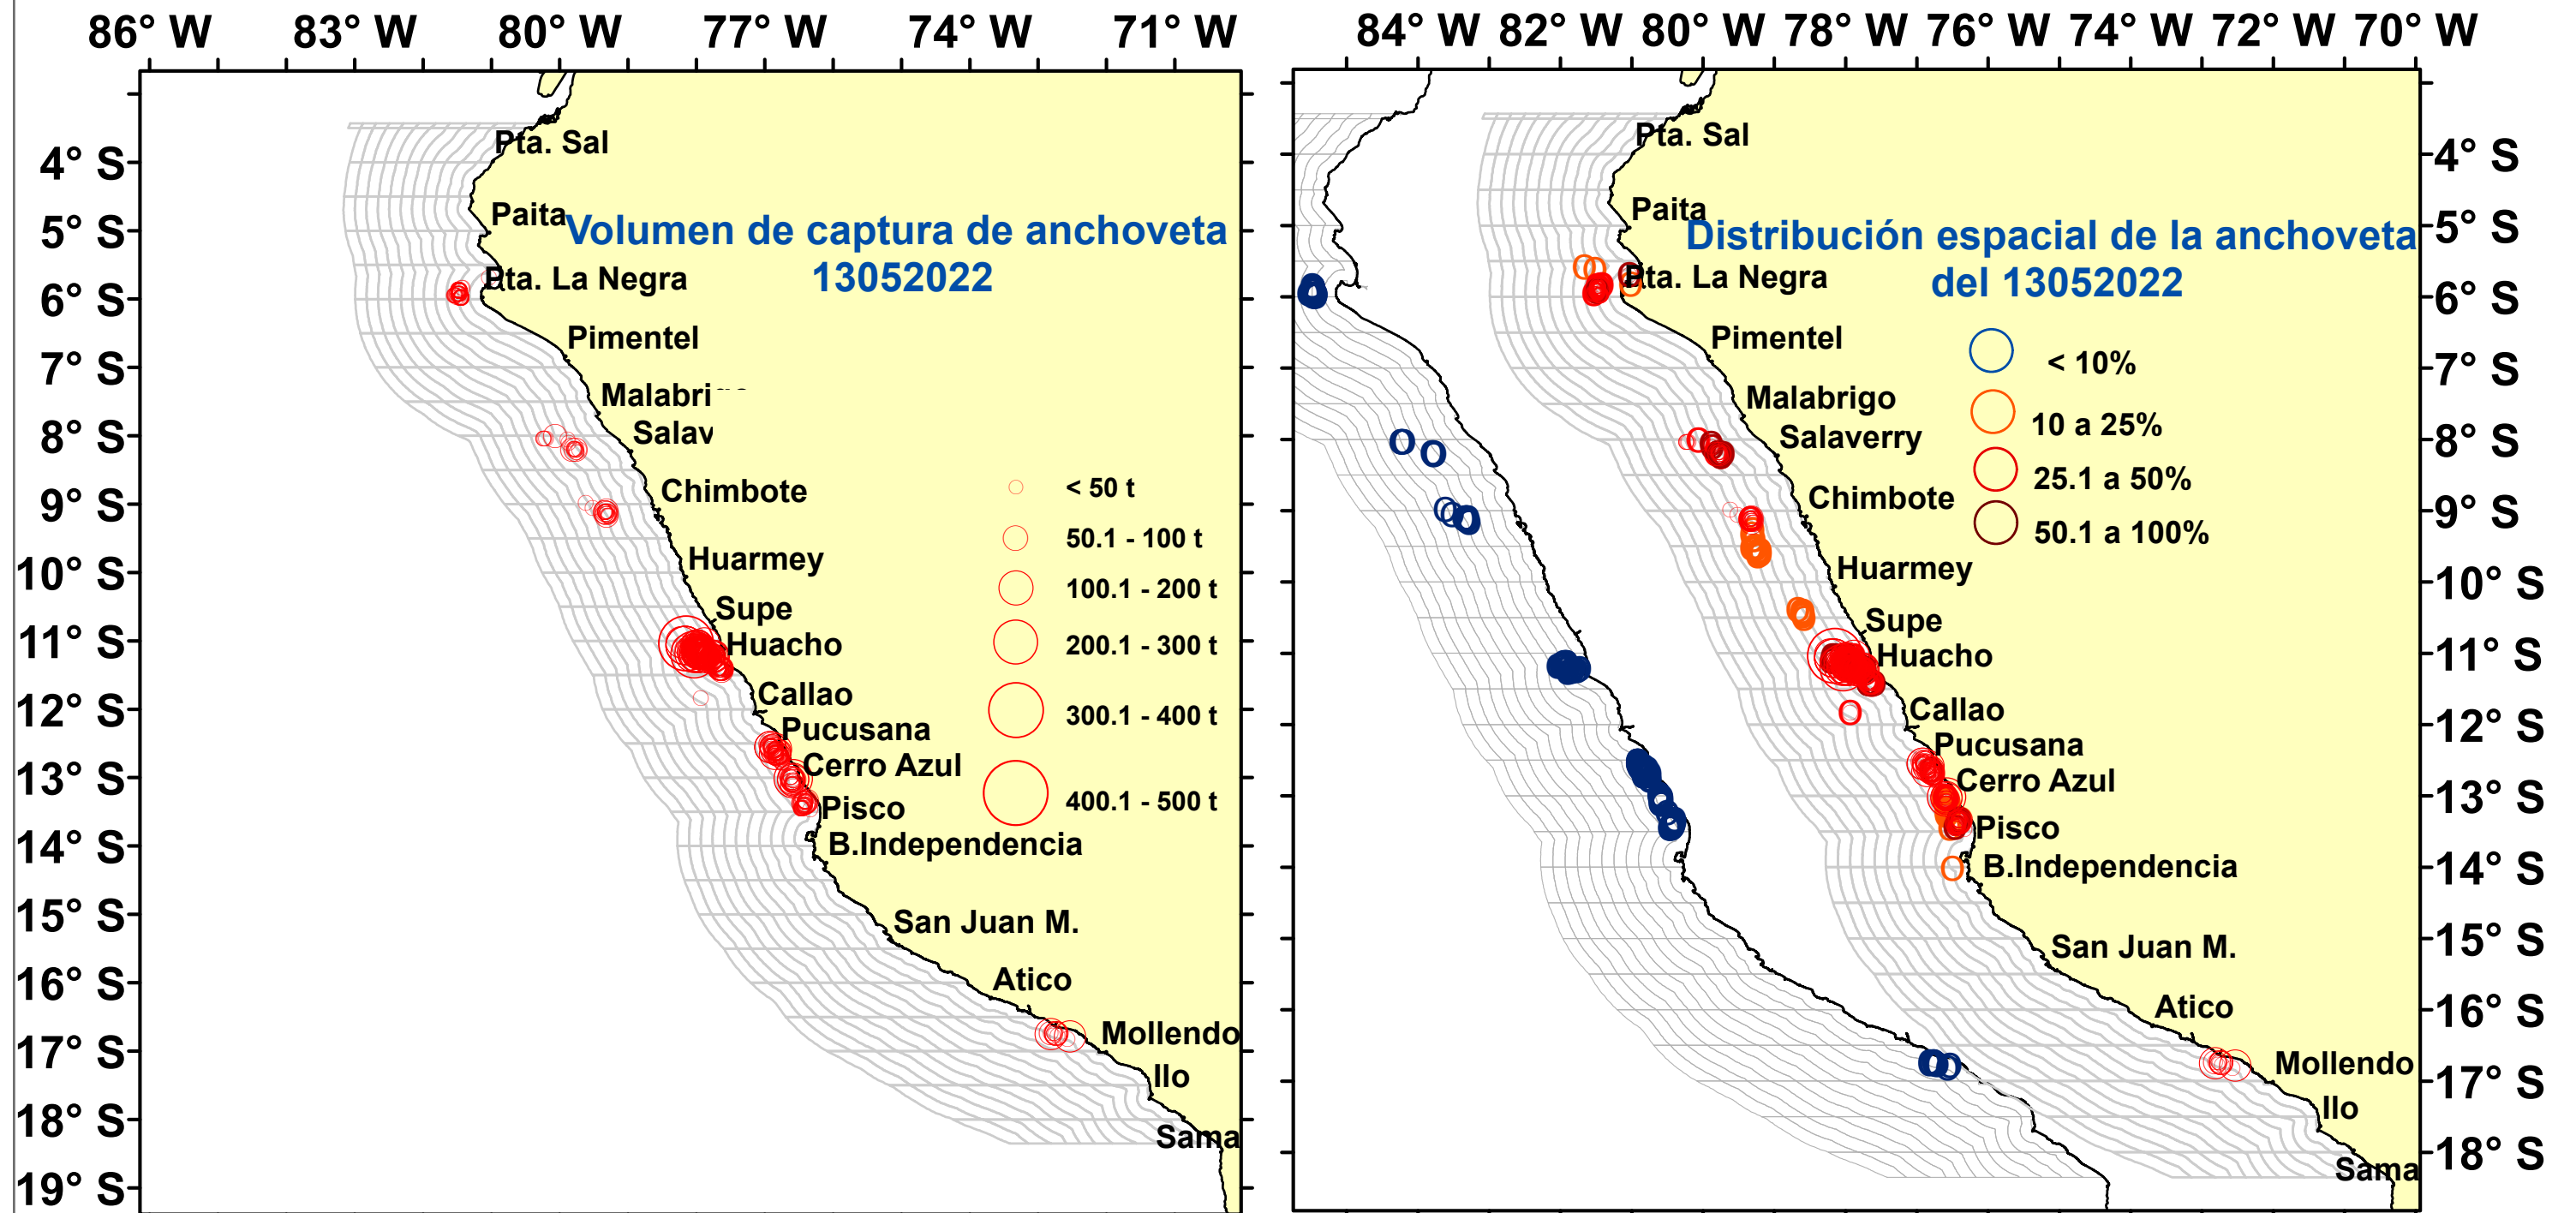 86° W 83° W 80° W 77° W 74° W 71° W
4° S
5° S
6° S
7° S
8° S
9° S
10° S
11° S
12° S
13° S
14° S
15° S
16° S
17° S
18° S
19° S
Pta. Sal
Paita
Volumen de captura de anchoveta
13052022
Pta. La Negra
Pimentel
Salav
Chimbote
Huarmey
Supe
Huacho
Callao
Pucusana
Cerro Azul
Pisco
B.Independencia
San Juan M.
Atico
Mollendo
Ilo
Sama
< 50 t
50.1 - 100 t
100.1 - 200 t
200.1 - 300 t
300.1 - 400 t
400.1 - 500 t
84° W 82° W 80° W 78° W 76° W 74° W 72° W 70° W
Pta. Sal
Paita
Distribución espacial de la anchoveta
del 13052022
Pta. La Negra
Pimentel
Malabrigo
Salaverry
Chimbote
Huarmey
Supe
Huacho
Callao
Pucusana
Cerro Azul
Pisco
B.Independencia
San Juan M.
Atico
Mollendo
Ilo
Sama
< 10%
10 a 25%
25.1 a 50%
50.1 a 100%
4° S
5° S
6° S
7° S
8° S
9° S
10° S
11° S
12° S
13° S
14° S
15° S
16° S
17° S
18° S